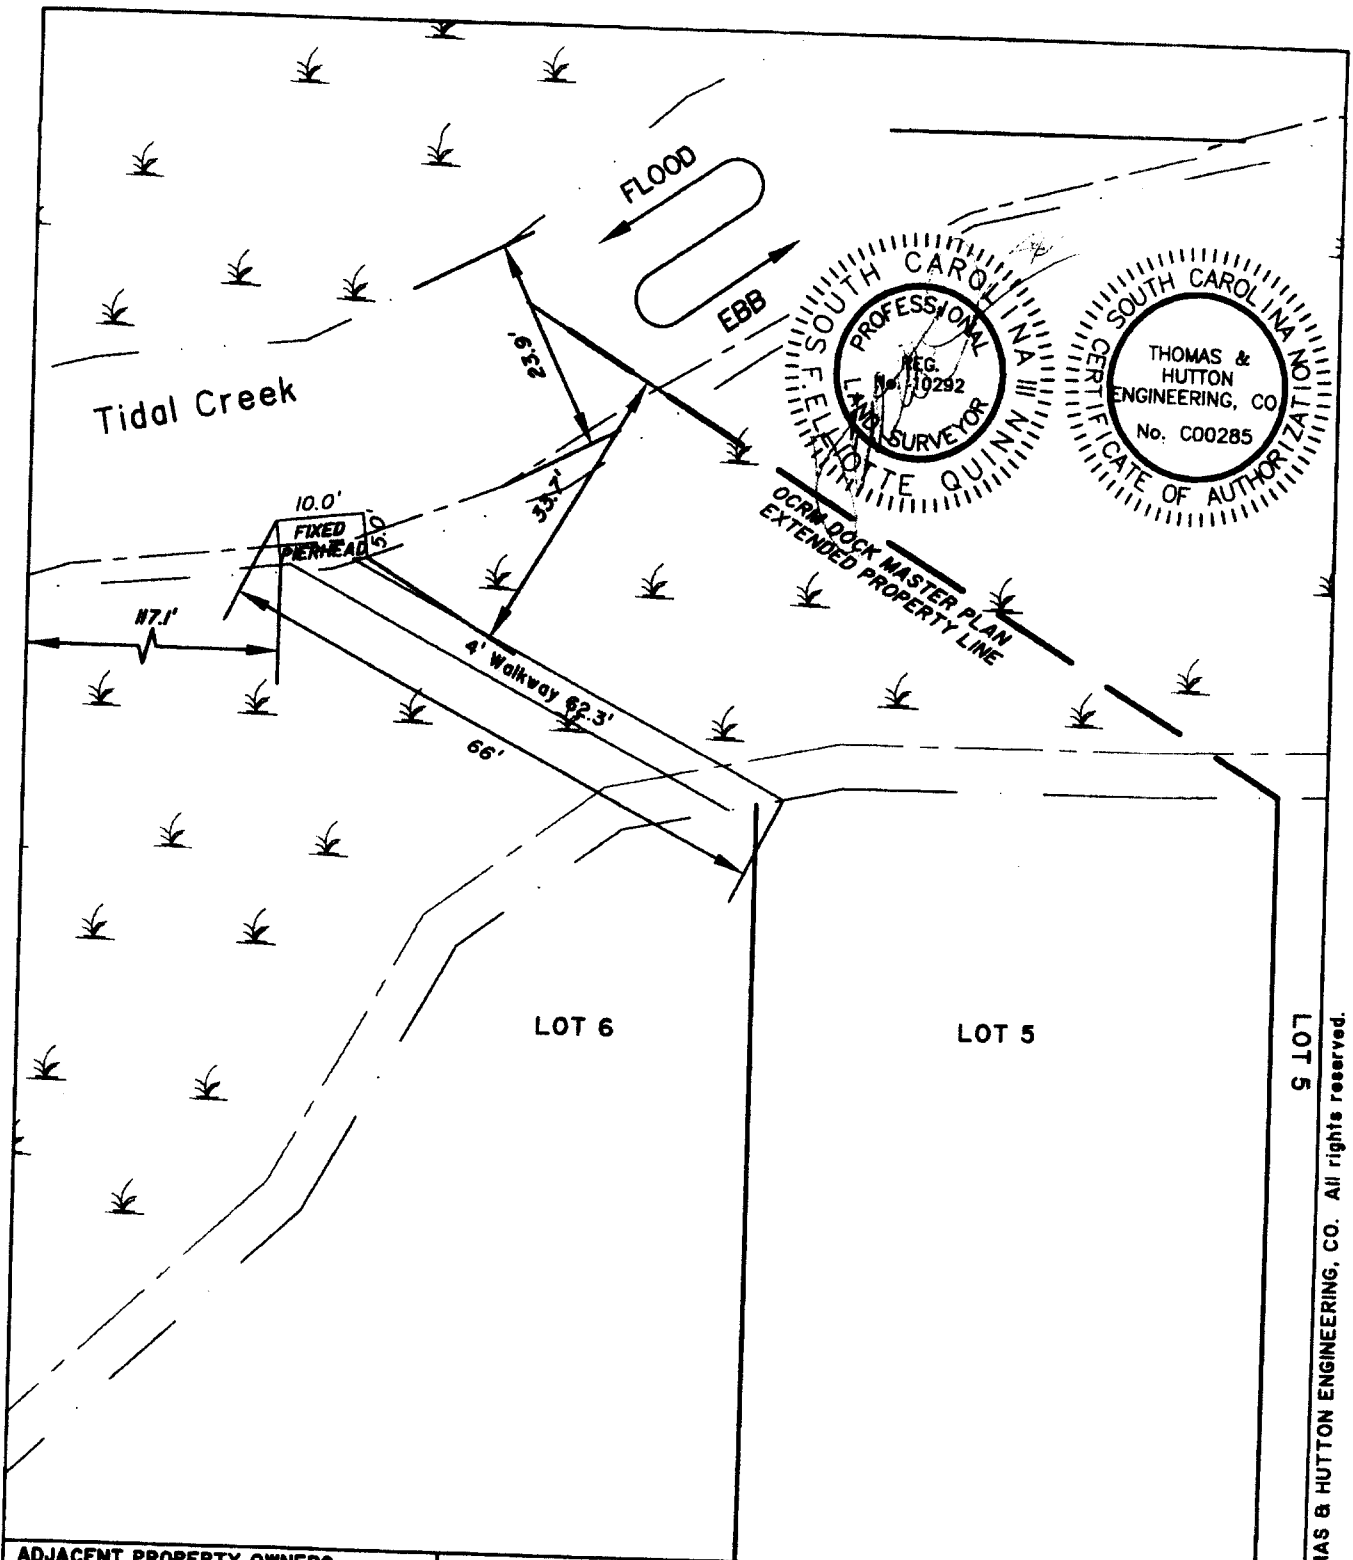 FLOOD
EBB
23.9'
Tidal Creek
33.7'
10.0'
FIXED
PIERHEAD
5.0'
117.1'
4' Walkway 62.3'
66'
OCRM DOCK MASTER PLAN
EXTENDED PROPERTY LINE
SOUTH CAROLINA
F. ELLIOTTE QUINN III
PROFESSIONAL
LAND SURVEYOR
REG.
No. 10292
SOUTH CAROLINA NO
CERTIFICATE OF AUTHORIZATION
THOMAS &
HUTTON
ENGINEERING, CO
No. C00285
LOT 6
LOT 5
LOT 5
& HUTTON ENGINEERING, CO. All rights reserved.
ADJACENT PROPERTY OWNERS